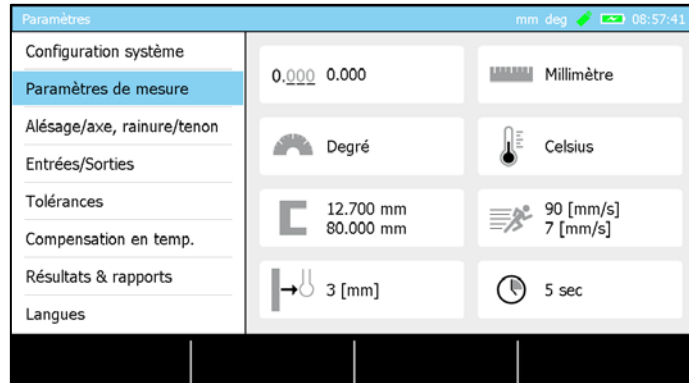 Paramètres
mm deg 08:57:41
Configuration système
Paramètres de mesure
Alésage/axe, rainure/tenon
Entrées/Sorties
Tolérances
Compensation en temp.
Résultats & rapports
Langues
0.000 0.000
Millimètre
Degré
Celsius
12.700 mm
80.000 mm
90 [mm/s]
7 [mm/s]
3 [mm]
5 sec